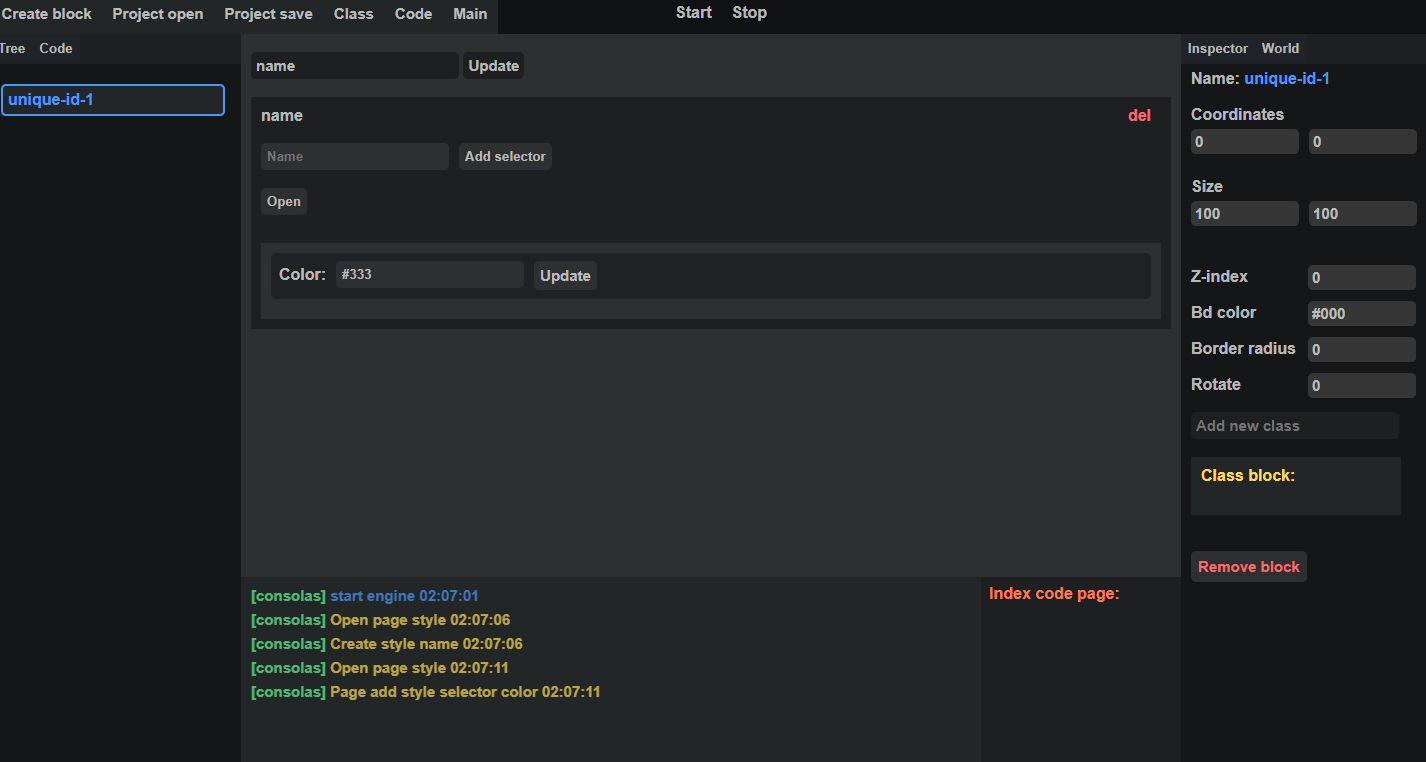 Create block Project open Project save Class Code Main Start Stop
Tree Code
unique-id-1
name Update
name del
Name Add selector
Open
Color: #333 Update
[consolas] start engine 02:07:01
[consolas] Open page style 02:07:06
[consolas] Create style name 02:07:06
[consolas] Open page style 02:07:11
[consolas] Page add style selector color 02:07:11
Index code page:
Inspector World
Name: unique-id-1
Coordinates
0 0
Size
100 100
Z-index 0
Bd color #000
Border radius 0
Rotate 0
Add new class
Class block:
Remove block